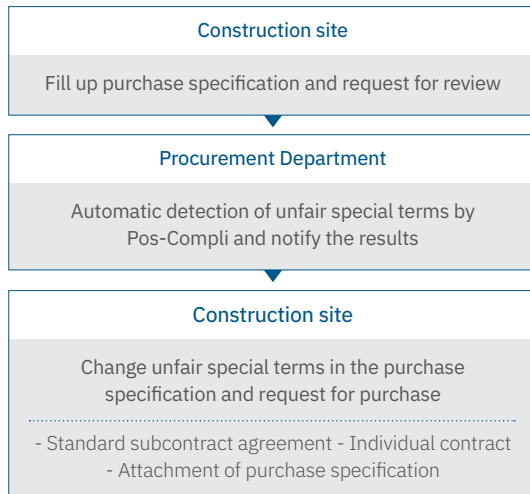 Construction site
Fill up purchase specification and request for review
Procurement Department
Automatic detection of unfair special terms by
Pos-Compli and notify the results
Construction site
Change unfair special terms in the purchase
specification and request for purchase
- Standard subcontract agreement - Individual contract
- Attachment of purchase specification